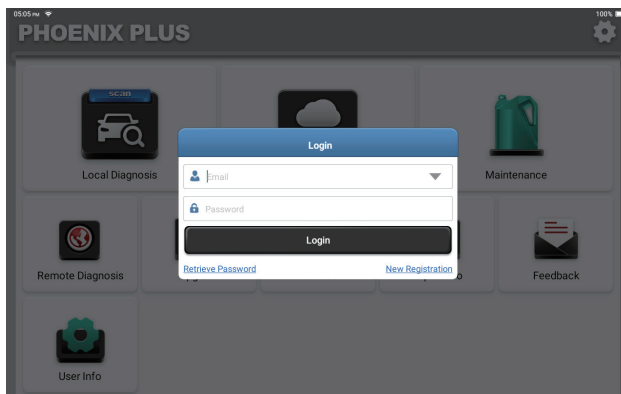 05:05 PM
100%
PHOENIX PLUS
scan
Local Diagnosis
Maintenance
Login
Email
Password
Login
Retrieve Password
New Registration
Remote Diagnosis
Feedback
User Info